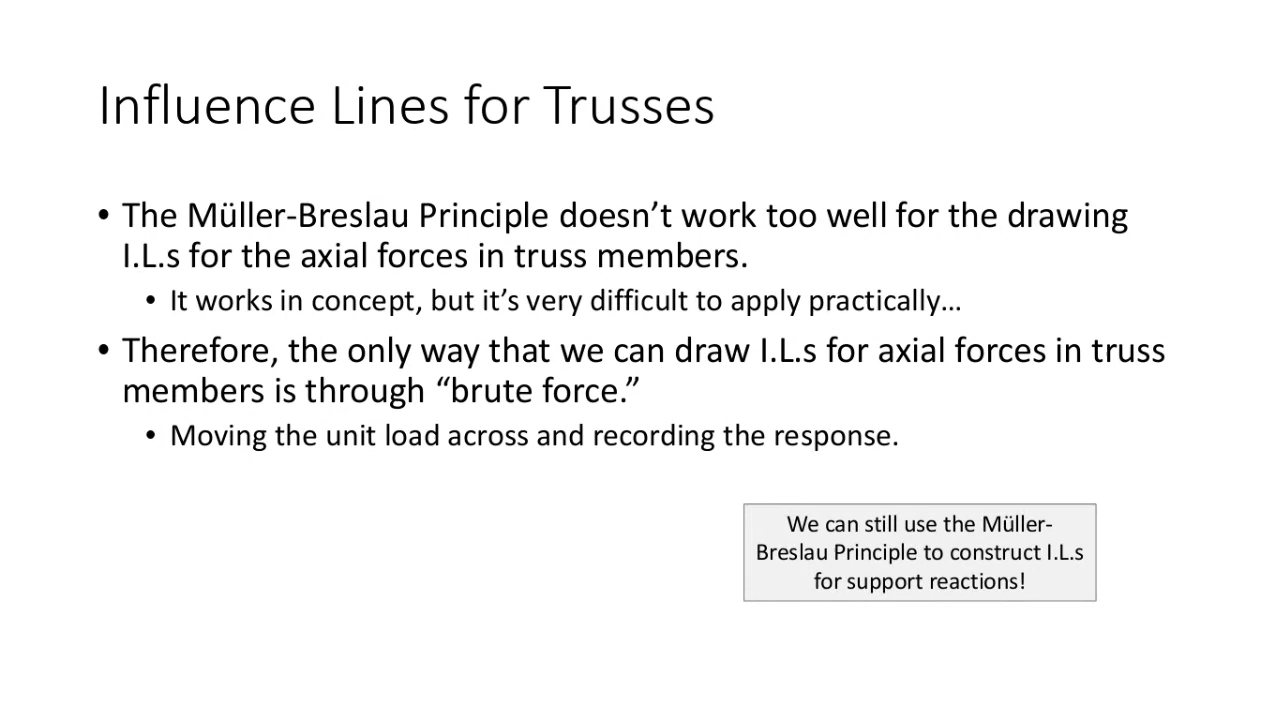 Influence Lines for Trusses
• The Müller-Breslau Principle doesn’t work too well for the drawing
I.L.s for the axial forces in truss members.
• It works in concept, but it’s very difficult to apply practically…
• Therefore, the only way that we can draw I.L.s for axial forces in truss
members is through “brute force.”
• Moving the unit load across and recording the response.
We can still use the Müller-
Breslau Principle to construct I.L.s
for support reactions!